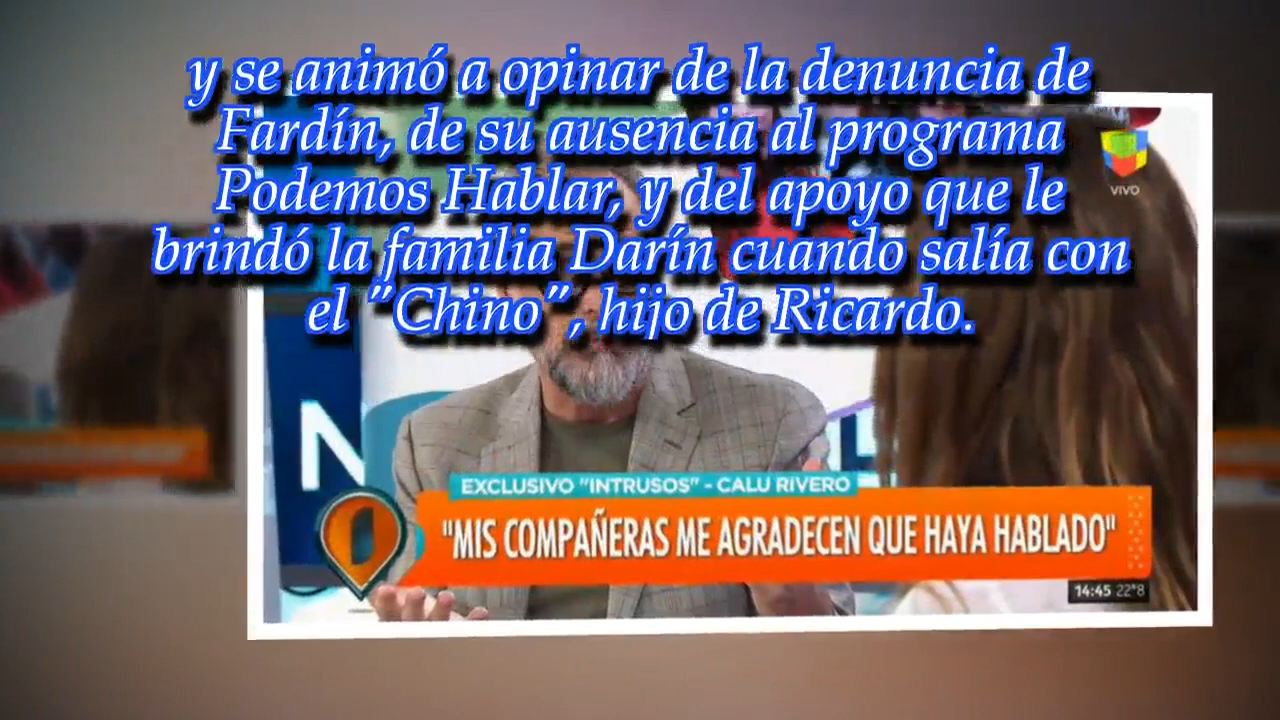 y se animó a opinar de la denuncia de
Fardín, de su ausencia al programa
Podemos Hablar, y del apoyo que le
brindó la familia Darín cuando salía con
el "Chino", hijo de Ricardo.
VIVO
N
EXCLUSIVO "INTRUSOS" - CALU RIVERO
"MIS COMPAÑERAS ME AGRADECEN QUE HAYA HABLADO"
14:45 22°8